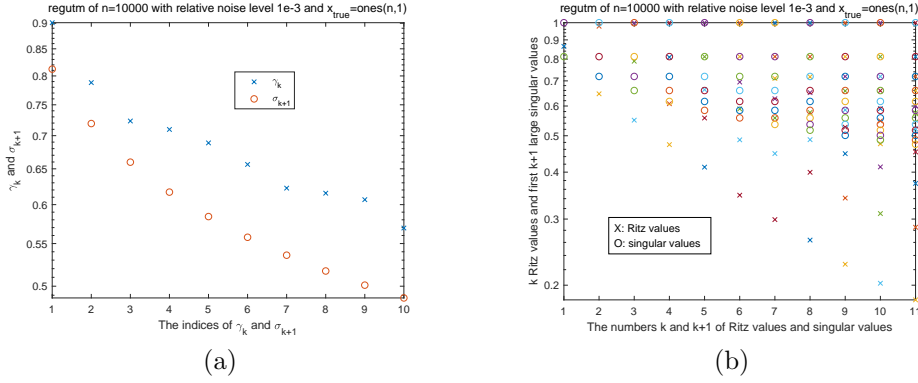 regutm of n=10000 with relative noise level 1e-3 and x_true=ones(n,1)
0.9
0.8
0.75
0.7
0.65
0.6
0.55
0.5
γ_k and σ_{k+1}
γ_k
σ_{k+1}
1 2 3 4 5 6 7 8 9 10
The indices of γ_k and σ_{k+1}
(a)
regutm of n=10000 with relative noise level 1e-3 and x_true=ones(n,1)
1
0.9
0.8
0.7
0.6
0.5
0.4
0.3
0.2
k Ritz values and first k+1 large singular values
X: Ritz values
O: singular values
1 2 3 4 5 6 7 8 9 10 11
The numbers k and k+1 of Ritz values and singular values
(b)